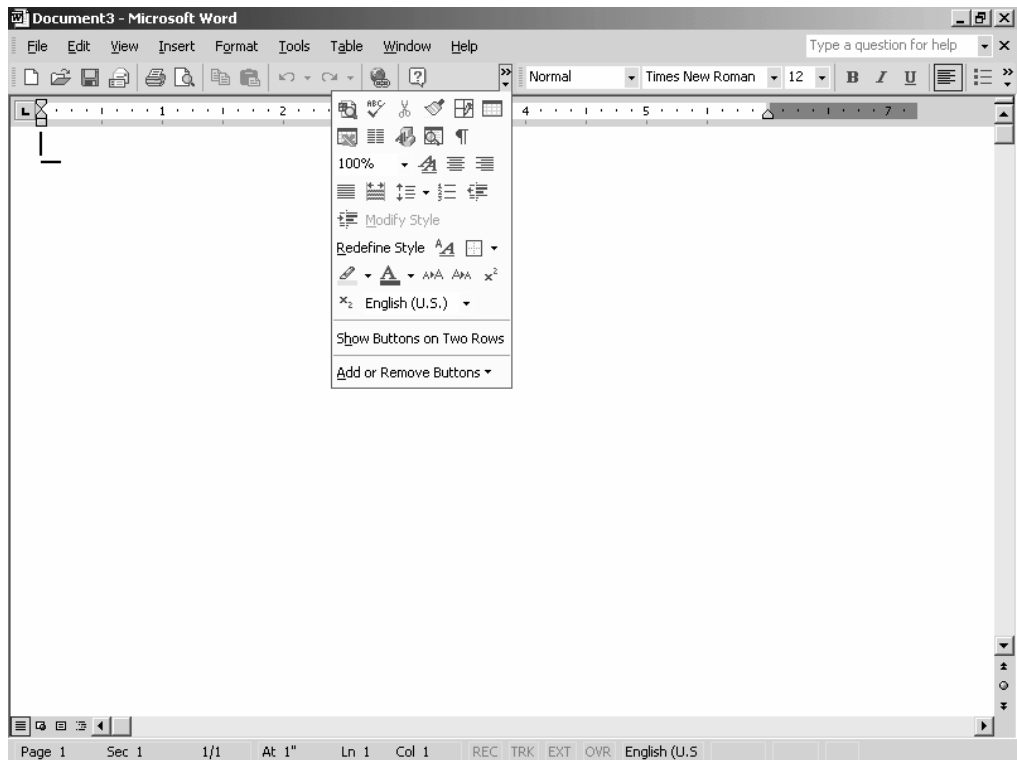 Document3 - Microsoft Word
File Edit View Insert Format Tools Table Window Help Type a question for help
Normal Times New Roman 12 B I U
1 2 4 5 7
ABC
100%
Modify Style
Redefine Style
English (U.S.)
Show Buttons on Two Rows
Add or Remove Buttons
Page 1 Sec 1 1/1 At 1" Ln 1 Col 1 REC TRK EXT OVR English (U.S